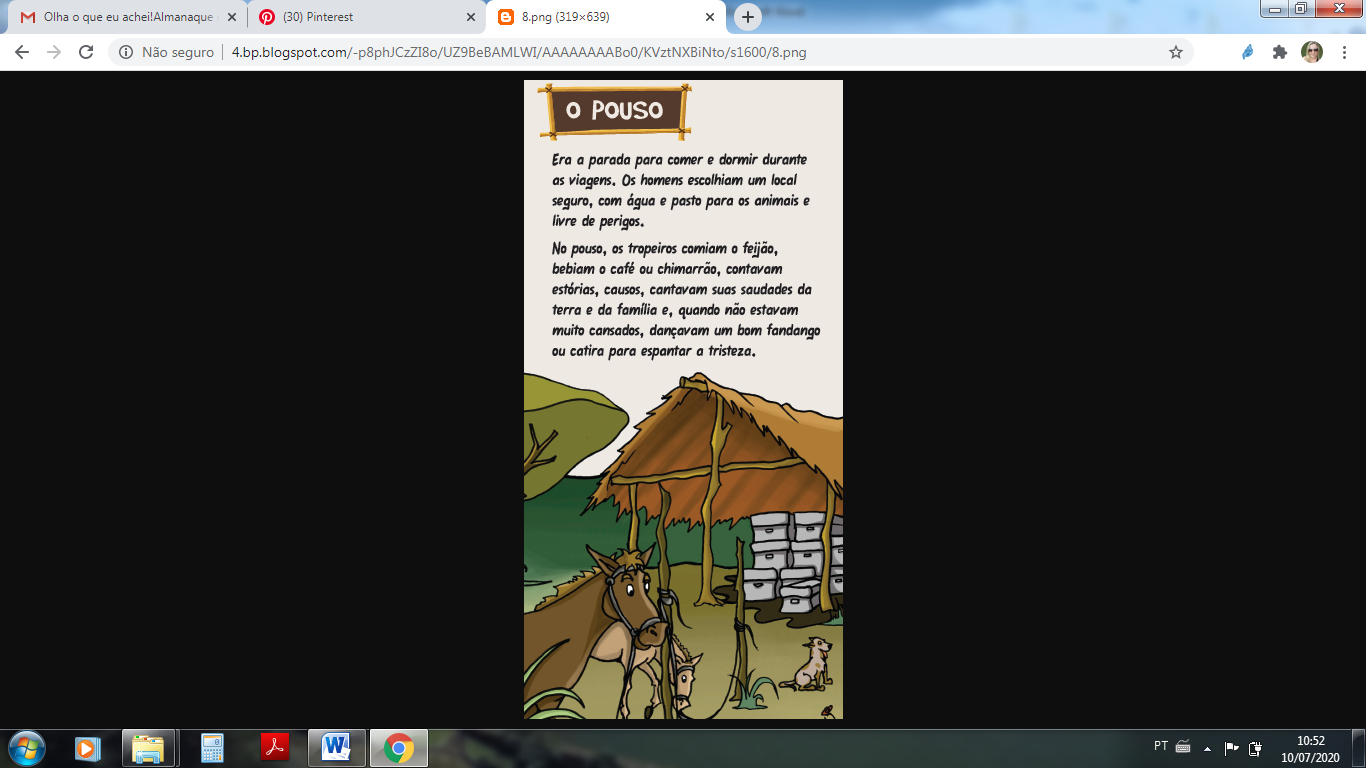 Olha o que eu achei!Almanaque
(30) Pinterest
8.png (319×639)
Não seguro
4.bp.blogspot.com/-p8phJCzZI8o/UZ9BeBAMLWI/AAAAAAAABo0/KVztNXBiNto/s1600/8.png
O POUSO
Era a parada para comer e dormir durante
as viagens. Os homens escolhiam um local
seguro, com água e pasto para os animais e
livre de perigos.
No pouso, os tropeiros comiam o feijão,
bebiam o café ou chimarrão, contavam
estórias, causos, cantavam suas saudades da
terra e da família e, quando não estavam
muito cansados, dançavam um bom fandango
ou catira para espantar a tristeza.
PT
10:52
10/07/2020